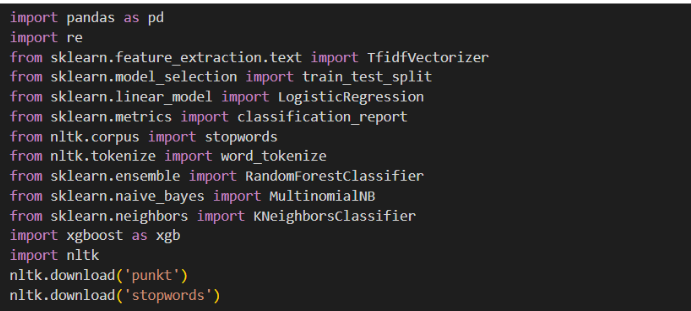 import pandas as pd
import re
from sklearn.feature_extraction.text import TfidfVectorizer
from sklearn.model_selection import train_test_split
from sklearn.linear_model import LogisticRegression
from sklearn.metrics import classification_report
from nltk.corpus import stopwords
from nltk.tokenize import word_tokenize
from sklearn.ensemble import RandomForestClassifier
from sklearn.naive_bayes import MultinomialNB
from sklearn.neighbors import KNeighborsClassifier
import xgboost as xgb
import nltk
nltk.download('punkt')
nltk.download('stopwords')